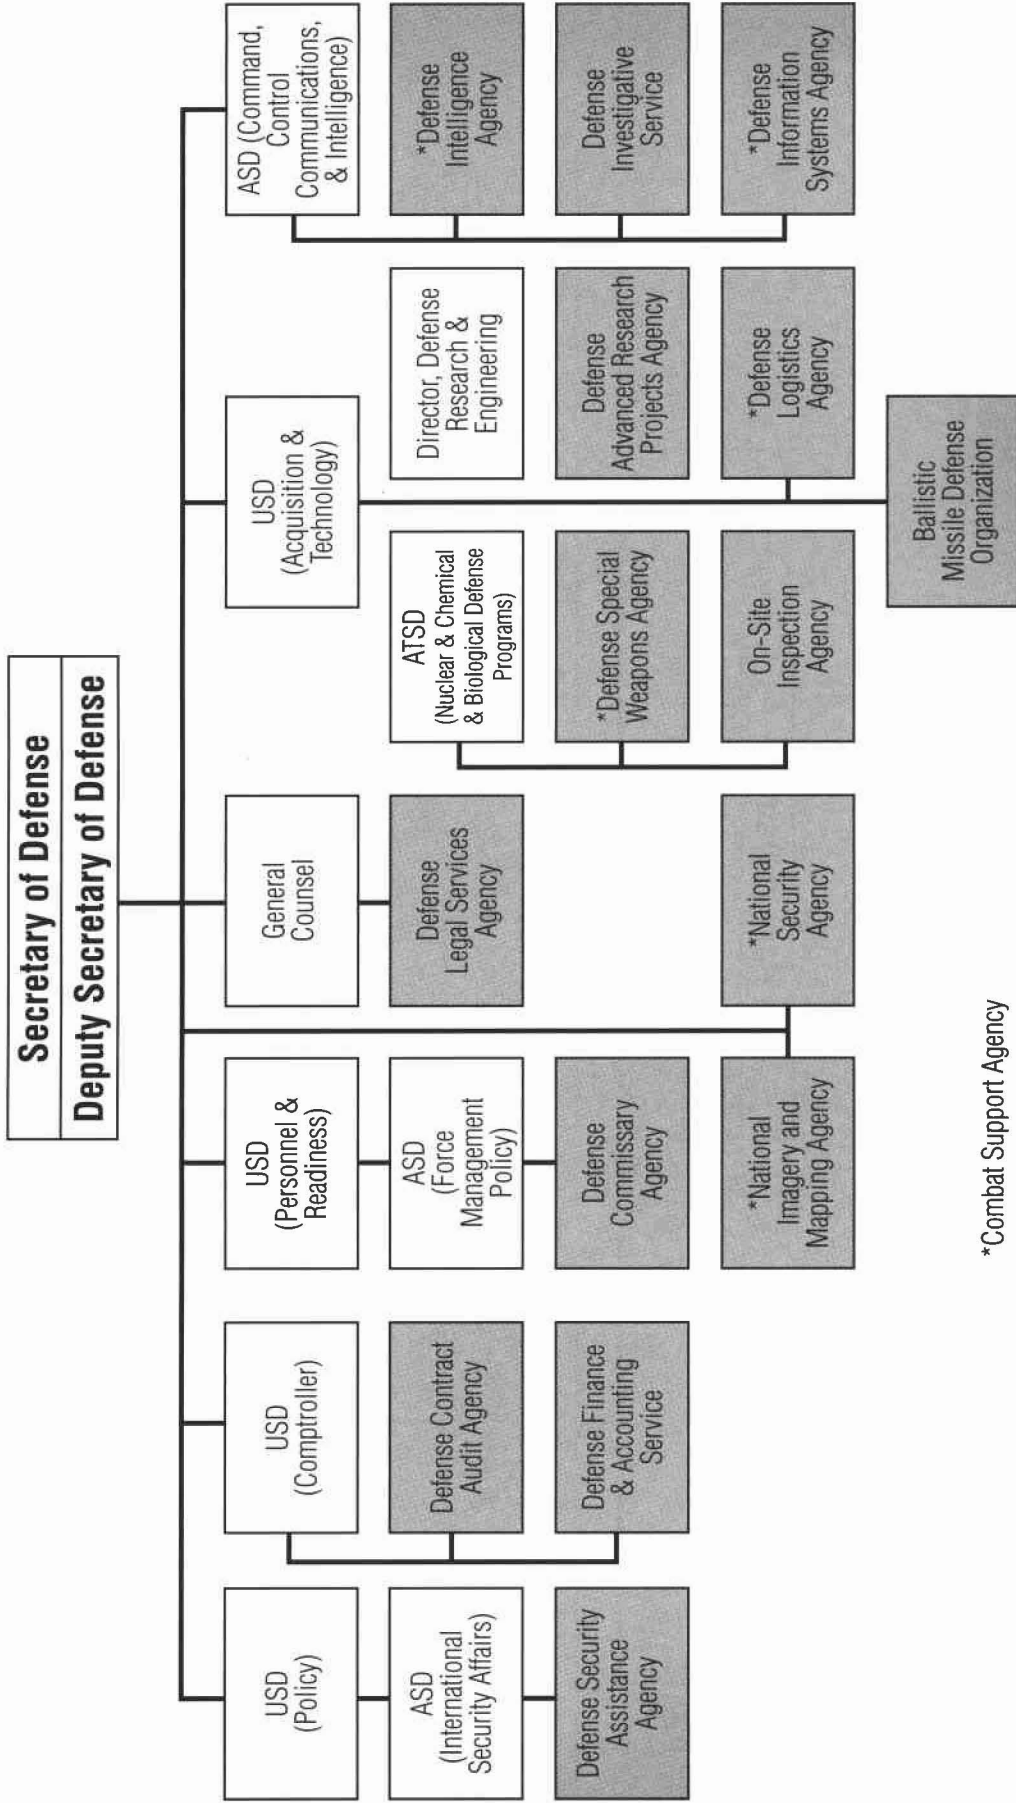 Secretary of Defense
Deputy Secretary of Defense
USD
(Policy)
ASD
(International
Security Affairs)
Defense Security
Assistance
Agency
USD
(Comptroller)
Defense Contract
Audit Agency
Defense Finance
& Accounting
Service
USD
(Personnel &
Readiness)
ASD
(Force
Management
Policy)
Defense
Commissary
Agency
*National
Imagery and
Mapping Agency
General
Counsel
Defense
Legal Services
Agency
*National
Security
Agency
USD
(Acquisition &
Technology)
ATSD
(Nuclear & Chemical
& Biological Defense
Programs)
*Defense Special
Weapons Agency
On-Site
Inspection
Agency
Director, Defense
Research &
Engineering
Defense
Advanced Research
Projects Agency
*Defense
Logistics
Agency
Ballistic
Missile Defense
Organization
ASD (Command,
Control
Communications,
& Intelligence)
*Defense
Intelligence
Agency
Defense
Investigative
Service
*Defense
Information
Systems Agency
*Combat Support Agency